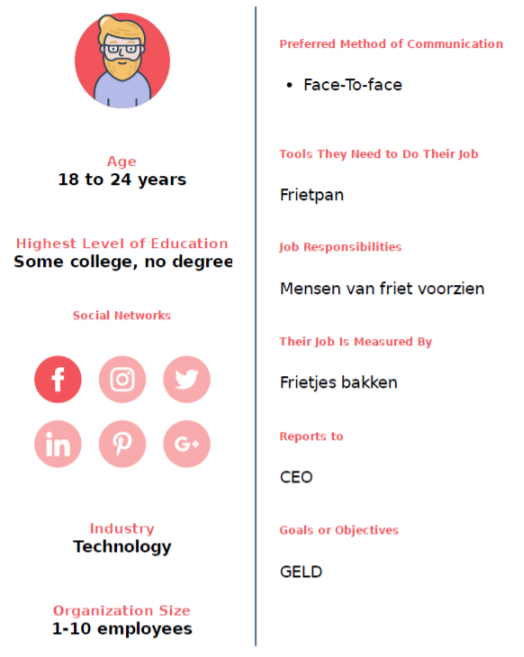 Age
18 to 24 years
Highest Level of Education
Some college, no degree
Social Networks
f
in
G+
Industry
Technology
Organization Size
1-10 employees
Preferred Method of Communication
• Face-To-face
Tools They Need to Do Their Job
Frietpan
Job Responsibilities
Mensen van friet voorzien
Their Job Is Measured By
Frietjes bakken
Reports to
CEO
Goals or Objectives
GELD